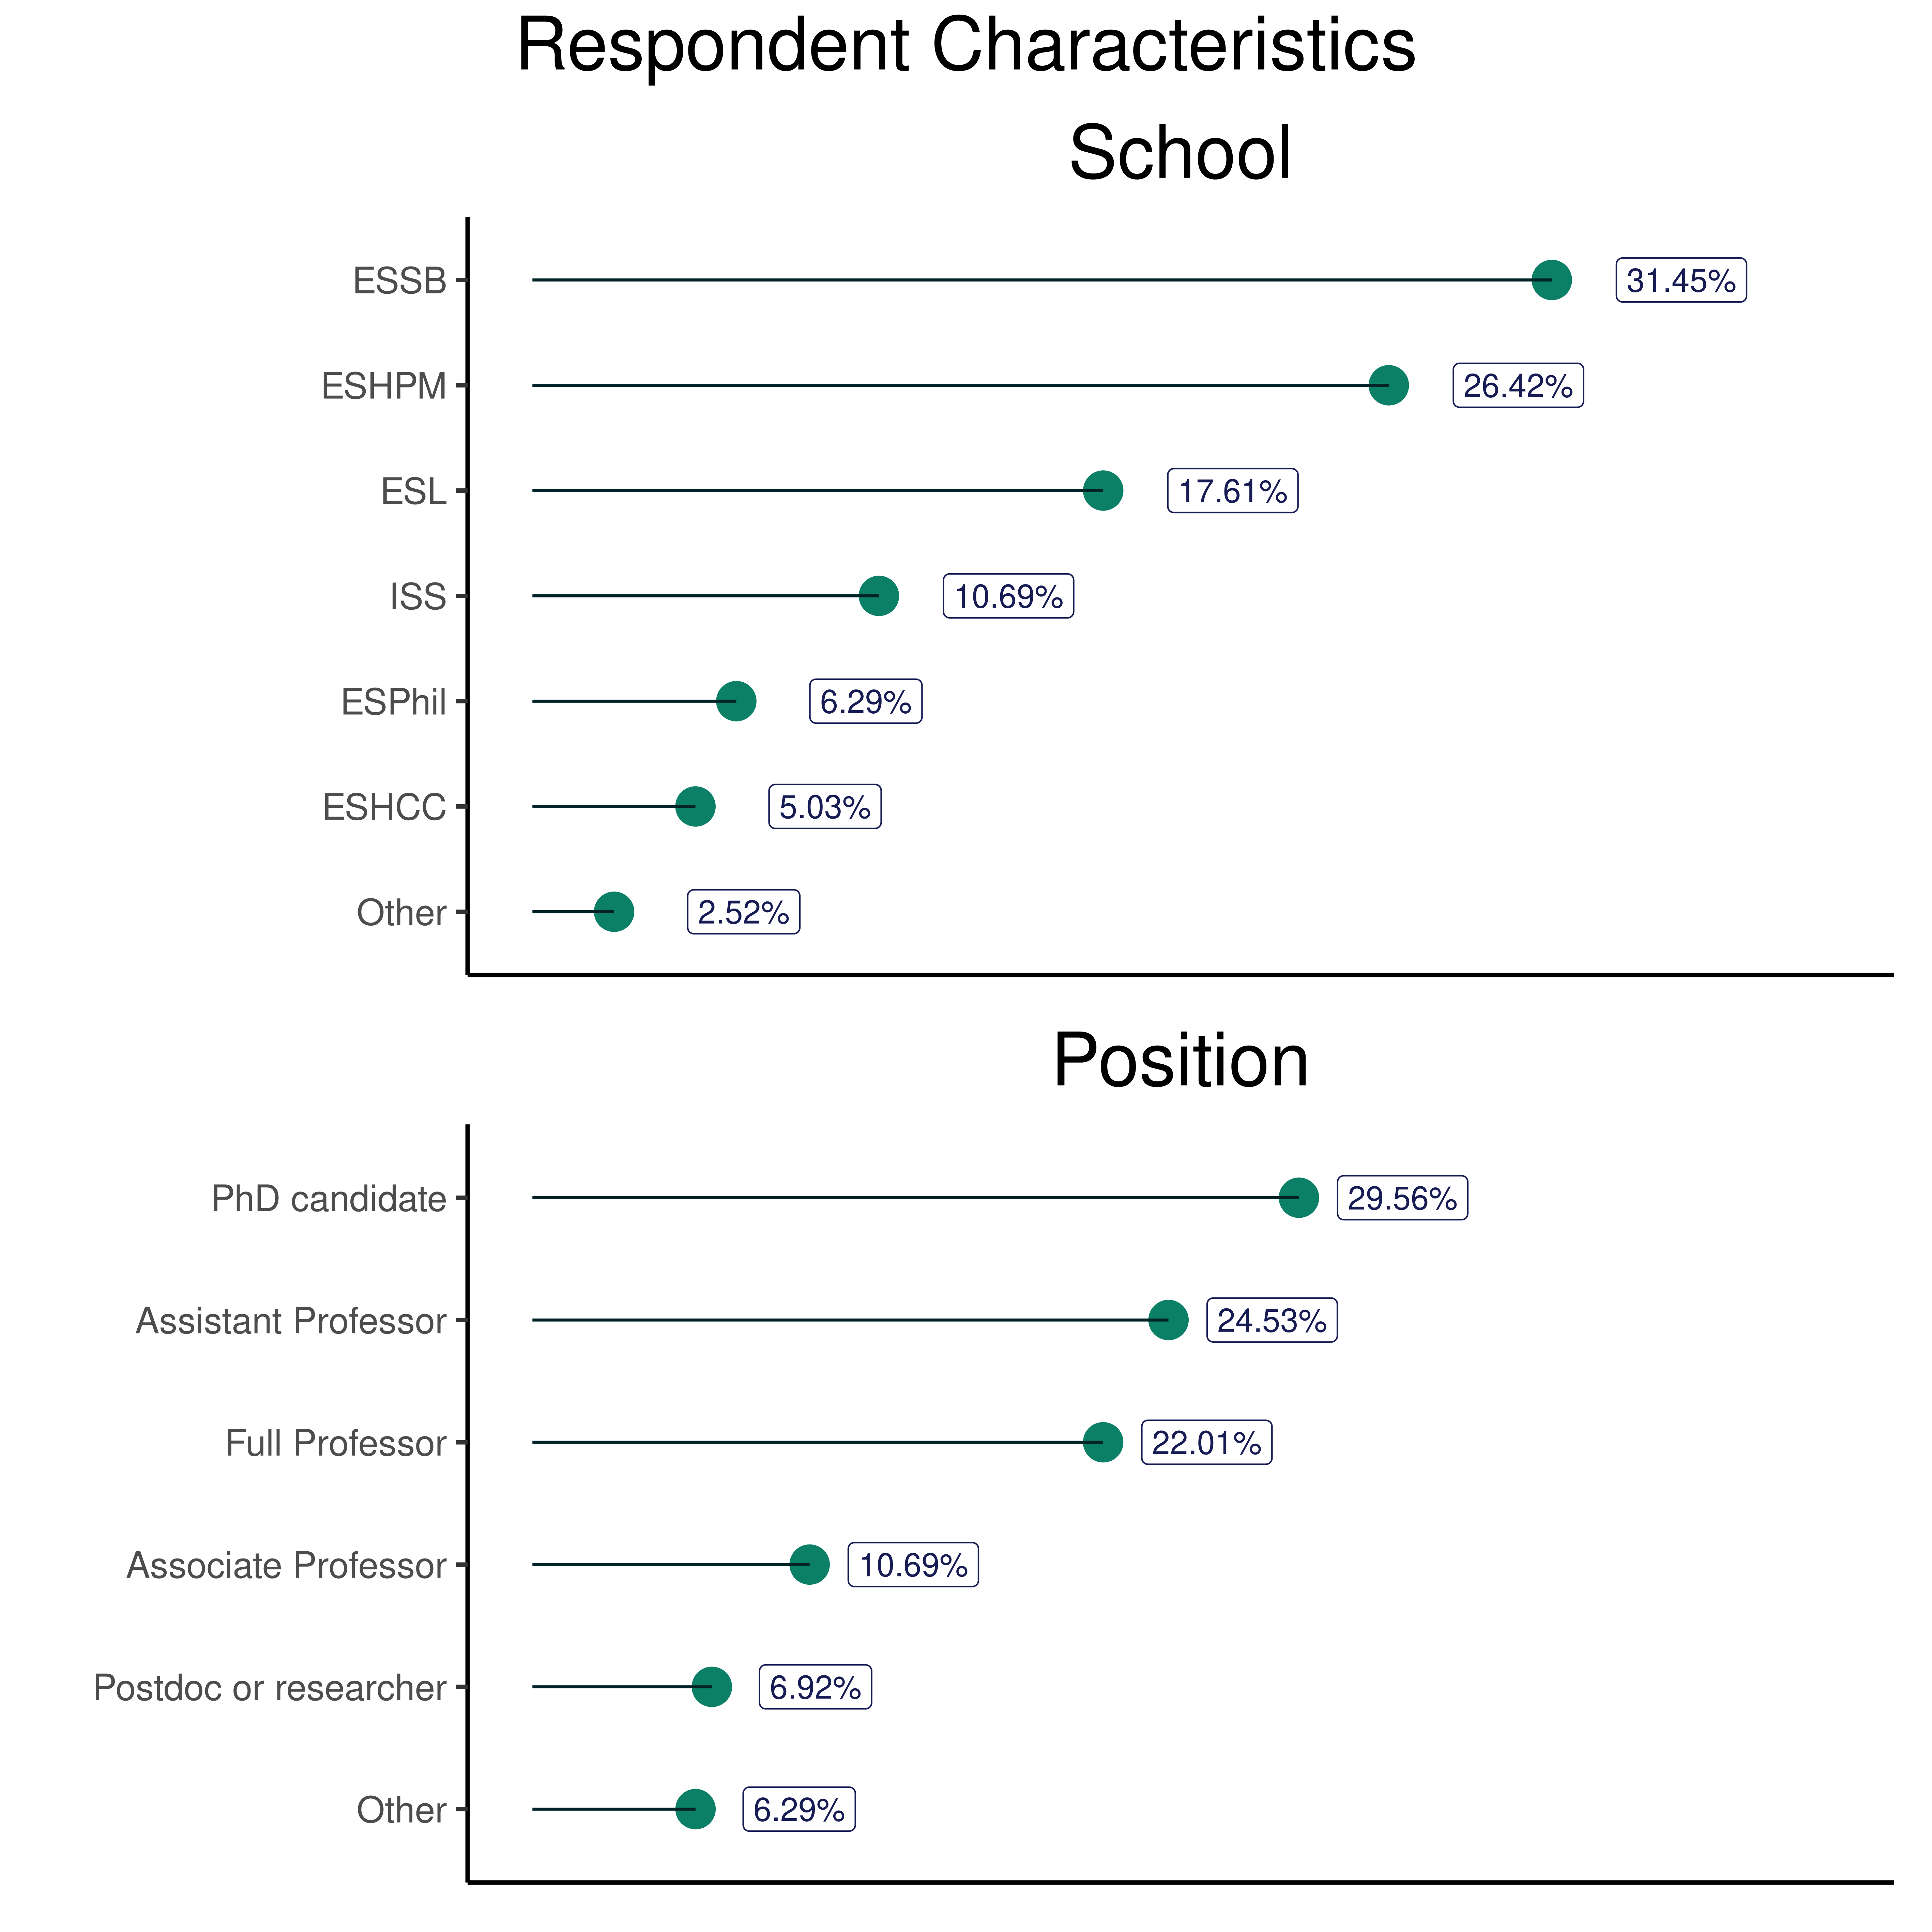 Respondent Characteristics
School
ESSB 31.45%
ESHPM 26.42%
ESL 17.61%
ISS 10.69%
ESPhil 6.29%
ESHCC 5.03%
Other 2.52%
Position
PhD candidate 29.56%
Assistant Professor 24.53%
Full Professor 22.01%
Associate Professor 10.69%
Postdoc or researcher 6.92%
Other 6.29%